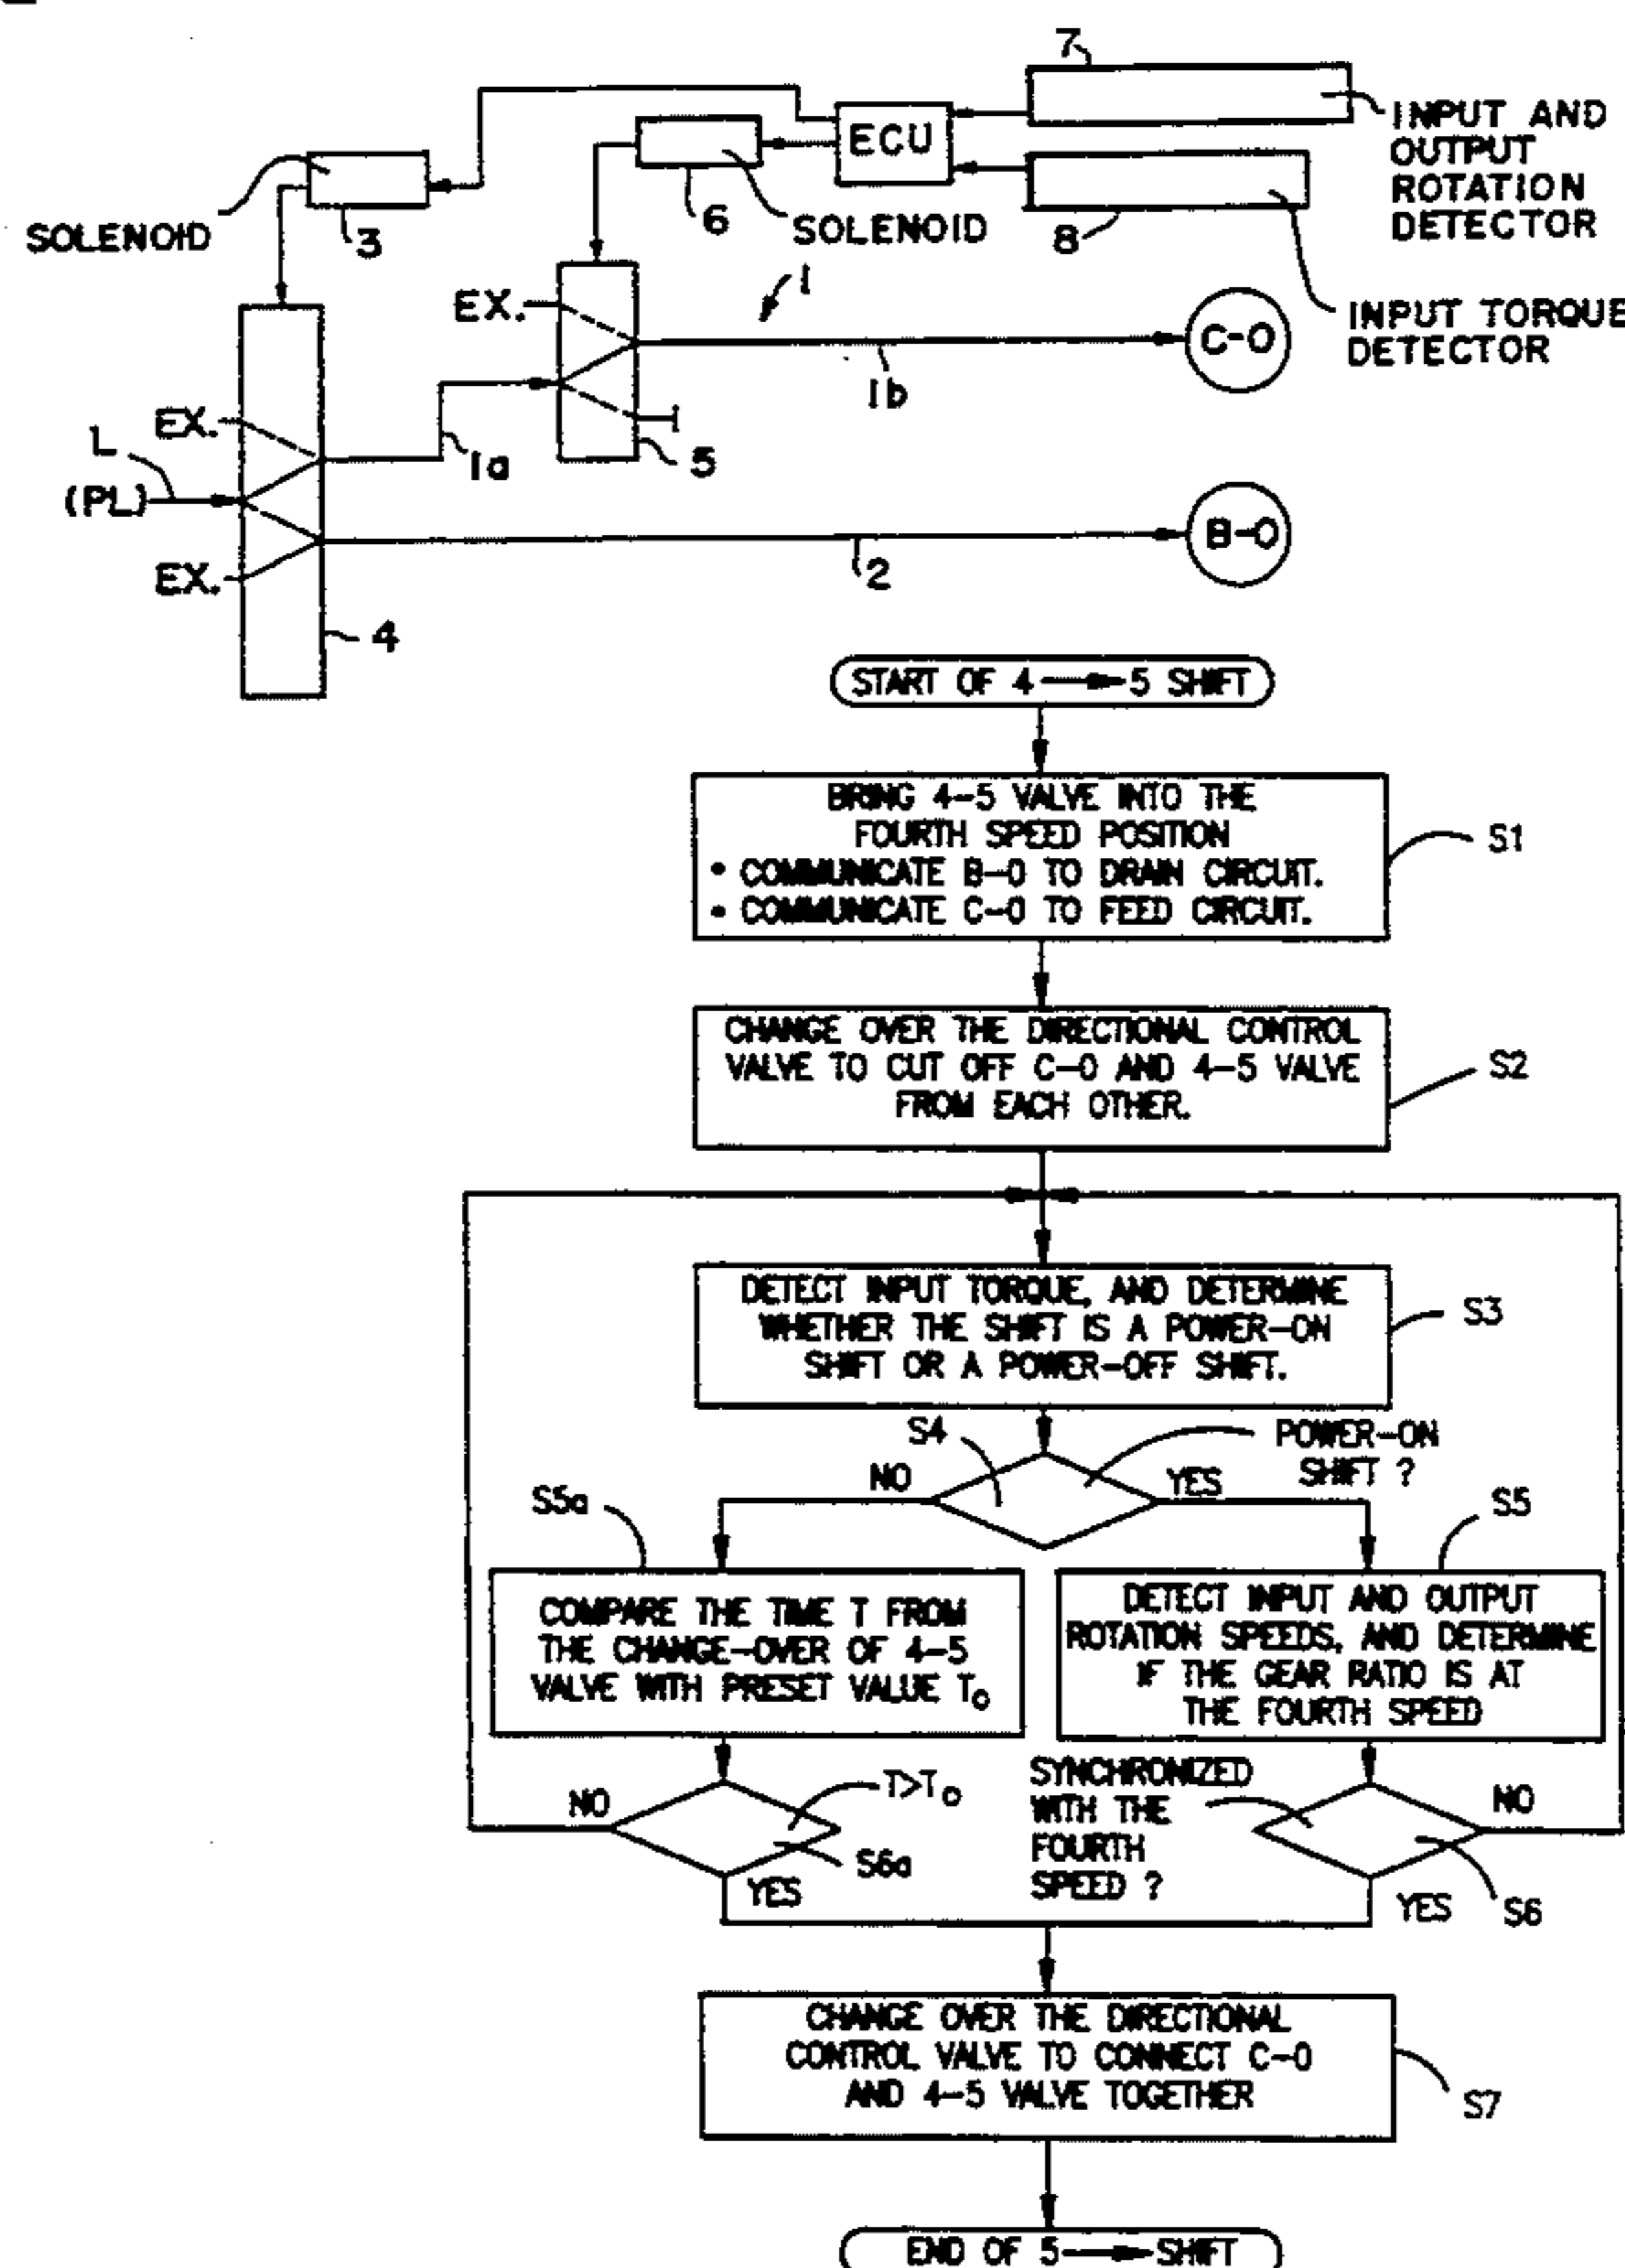 7
INPUT AND
OUTPUT
ROTATION
DETECTOR
ECU
SOLENOID
3
6
SOLENOID
8
INPUT TORQUE
DETECTOR
EX.
1
C-0
1b
EX.
L
1a
5
(PL)
B-0
2
EX.
4
START OF 4 → 5 SHIFT
BRING 4-5 VALVE INTO THE
FOURTH SPEED POSITION
• COMMUNICATE B-0 TO DRAIN CIRCUIT.
• COMMUNICATE C-0 TO FEED CIRCUIT.
S1
CHANGE OVER THE DIRECTIONAL CONTROL
VALVE TO CUT OFF C-0 AND 4-5 VALVE
FROM EACH OTHER.
S2
DETECT INPUT TORQUE, AND DETERMINE
WHETHER THE SHIFT IS A POWER-ON
SHIFT OR A POWER-OFF SHIFT.
S3
S4
POWER-ON
SHIFT ?
NO
YES
S5a
S5
COMPARE THE TIME T FROM
THE CHANGE-OVER OF 4-5
VALVE WITH PRESET VALUE T₀
DETECT INPUT AND OUTPUT
ROTATION SPEEDS, AND DETERMINE
IF THE GEAR RATIO IS AT
THE FOURTH SPEED
NO
T>T₀
S6a
YES
SYNCHRONIZED
WITH THE
FOURTH
SPEED ?
NO
YES
S6
CHANGE OVER THE DIRECTIONAL
CONTROL VALVE TO CONNECT C-0
AND 4-5 VALVE TOGETHER
S7
END OF 5 → SHIFT